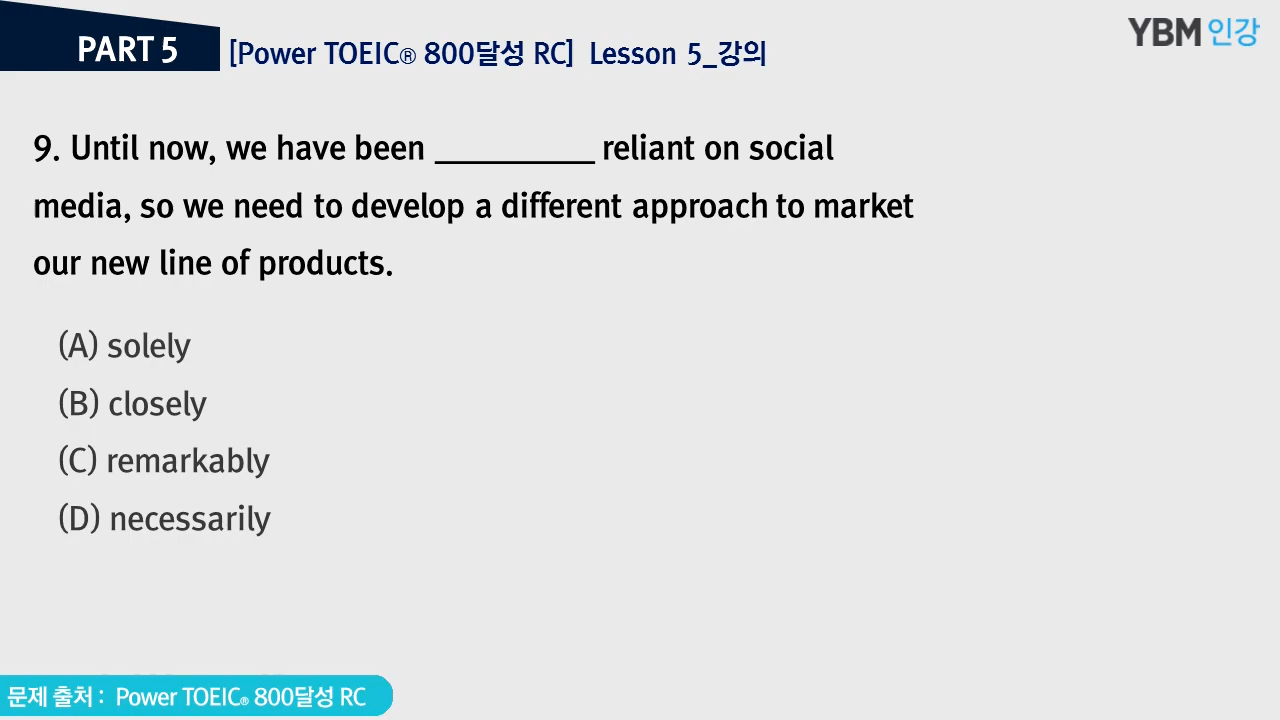 PART 5
[Power TOEIC® 800달성 RC] Lesson 5_강의
YBM 인강
9. Until now, we have been __________ reliant on social
media, so we need to develop a different approach to market
our new line of products.
(A) solely
(B) closely
(C) remarkably
(D) necessarily
문제 출처 : Power TOEIC® 800달성 RC